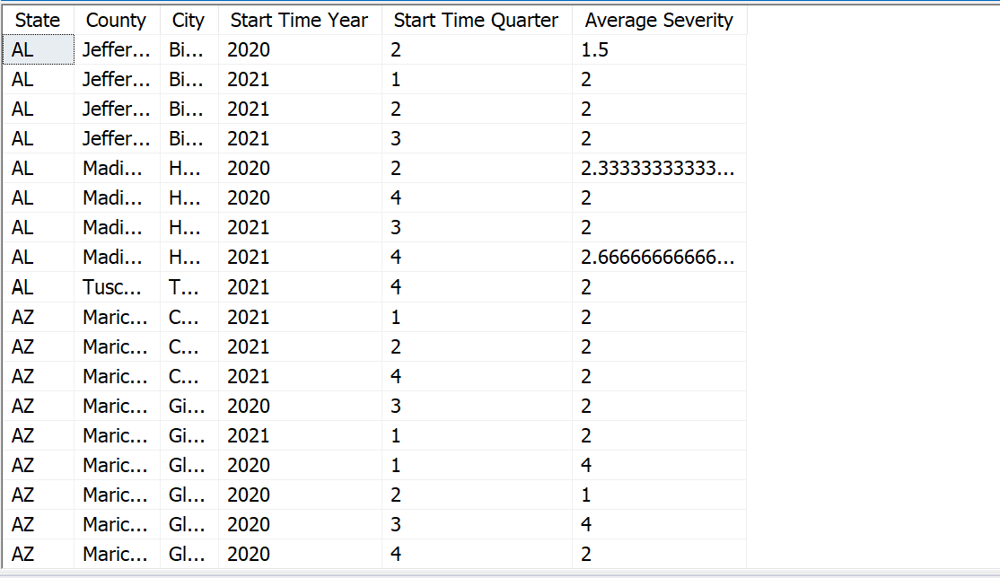 State County City Start Time Year Start Time Quarter Average Severity
AL Jeffer... Bi... 2020 2 1.5
AL Jeffer... Bi... 2021 1 2
AL Jeffer... Bi... 2021 2 2
AL Jeffer... Bi... 2021 3 2
AL Madi... H... 2020 2 2.33333333333...
AL Madi... H... 2020 4 2
AL Madi... H... 2021 3 2
AL Madi... H... 2021 4 2.66666666666...
AL Tusc... T... 2021 4 2
AZ Maric... C... 2021 1 2
AZ Maric... C... 2021 2 2
AZ Maric... C... 2021 4 2
AZ Maric... Gi... 2020 3 2
AZ Maric... Gi... 2021 1 2
AZ Maric... Gl... 2020 1 4
AZ Maric... Gl... 2020 2 1
AZ Maric... Gl... 2020 3 4
AZ Maric... Gl... 2020 4 2